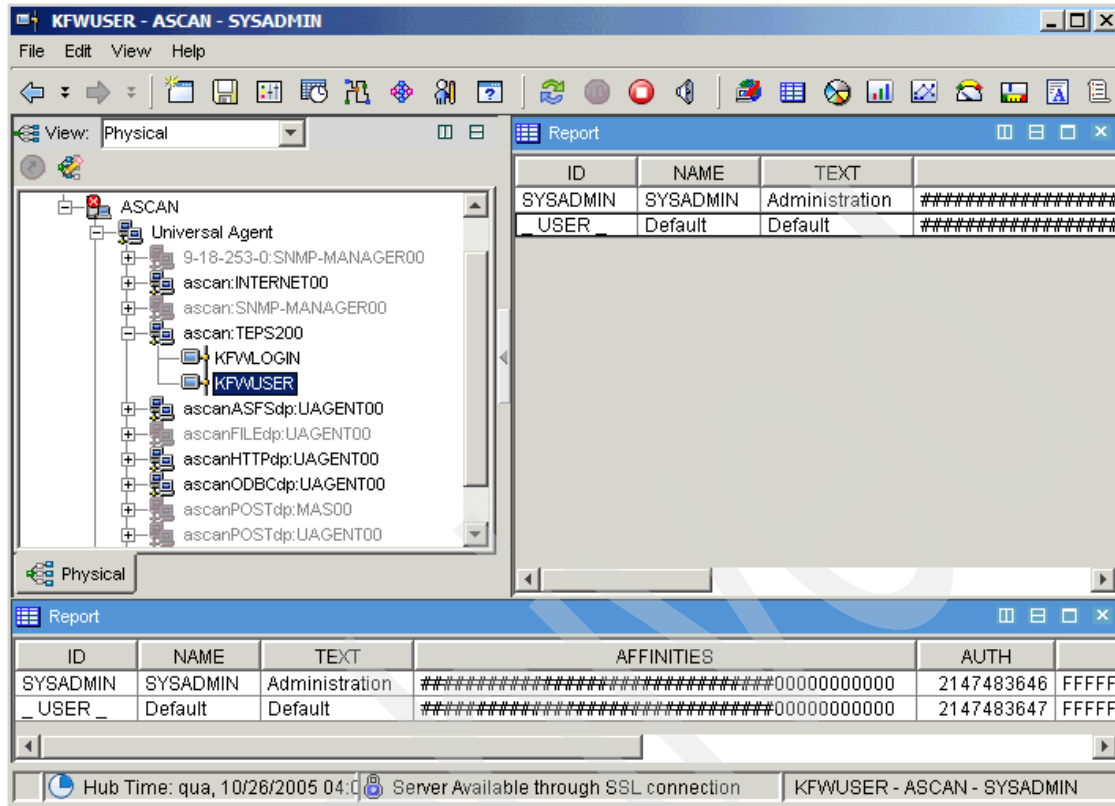 KFWUSER - ASCAN - SYSADMIN
File Edit View Help
View: Physical
Report
ID NAME TEXT
SYSADMIN SYSADMIN Administration ##################
_USER_ Default Default ##################
ASCAN
Universal Agent
9-18-253-0:SNMP-MANAGER00
ascan:INTERNET00
ascan:SNMP-MANAGER00
ascan:TEPS200
KFWLOGIN
KFWUSER
ascanASFSdp:UAGENT00
ascanFILEdp:UAGENT00
ascanHTTPdp:UAGENT00
ascanODBCdp:UAGENT00
ascanPOSTdp:MAS00
ascanPOSTdp:UAGENT00
Physical
Report
ID NAME TEXT AFFINITIES AUTH
SYSADMIN SYSADMIN Administration ################################00000000000 2147483646 FFFFF
_USER_ Default Default ################################00000000000 2147483647 FFFFF
Hub Time: qua, 10/26/2005 04:0 Server Available through SSL connection KFWUSER - ASCAN - SYSADMIN